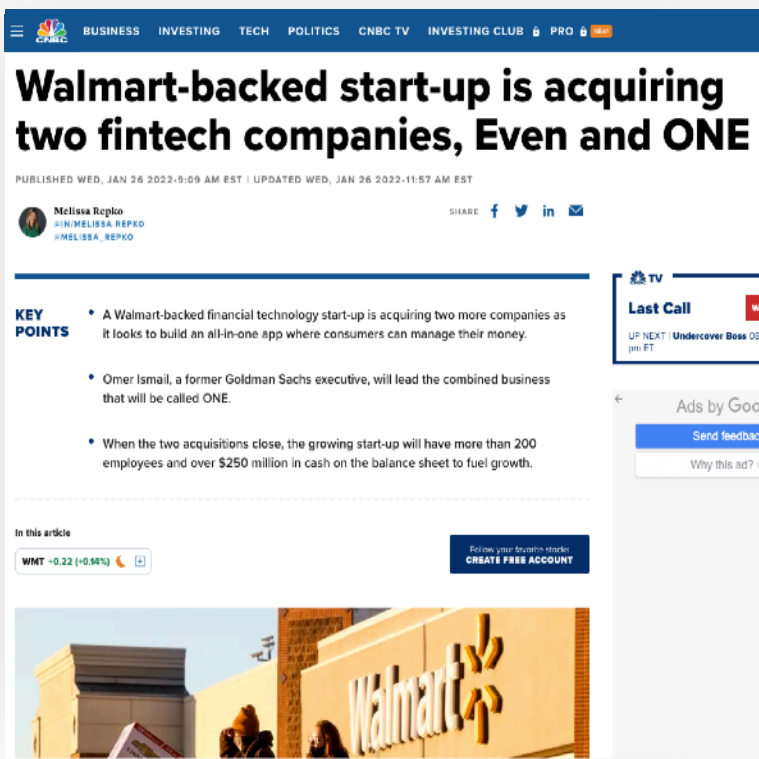 CNBC
BUSINESS INVESTING TECH POLITICS CNBC TV INVESTING CLUB PRO NEW!
Walmart-backed start-up is acquiring
two fintech companies, Even and ONE
PUBLISHED WED, JAN 26 2022•9:09 AM EST | UPDATED WED, JAN 26 2022•11:57 AM EST
Melissa Repko
@IN/MELISSA REPKO
@MELISSA_REPKO
SHARE
KEY
POINTS
• A Walmart-backed financial technology start-up is acquiring two more companies as
it looks to build an all-in-one app where consumers can manage their money.
• Omer Ismail, a former Goldman Sachs executive, will lead the combined business
that will be called ONE.
• When the two acquisitions close, the growing start-up will have more than 200
employees and over $250 million in cash on the balance sheet to fuel growth.
In this article
WMT +0.22 (+0.14%)
Follow your favorite stocks
CREATE FREE ACCOUNT
Walmart
TV
Last Call
UP NEXT | Undercover Boss 08
pm ET
Ads by Goo
Send feedbac
Why this ad?